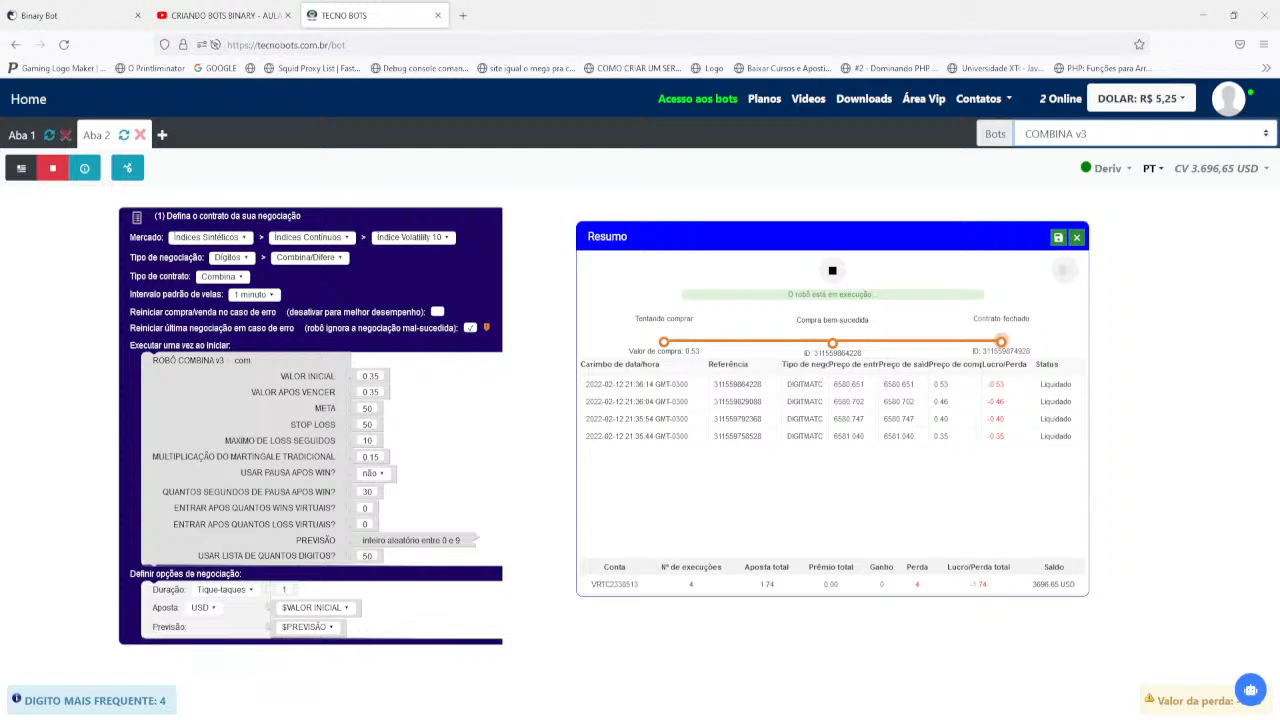 Binary Bot
CRIANDO BOTS BINARY - AULA
TECNO BOTS
https://tecnobots.com.br/bot
Gaming Logo Maker |...
O Printliminator
GOOGLE
Squid Proxy List | Fast...
Debug console coman...
site igual o mega pra c...
COMO CRIAR UM SER...
Logo
Baixar Cursos e Aposti...
#2 - Dominando PHP ...
Universidade XTI - Jav...
PHP: Funções para Arr...
Home
Acesso aos bots
Planos
Videos
Downloads
Área Vip
Contatos
2 Online
DOLAR: R$ 5,25
Aba 1
Aba 2
Bots
COMBINA v3
Deriv
PT
CV 3.696,65 USD
(1) Defina o contrato da sua negociação
Mercado: Índices Sintéticos > Índices Contínuos > Índice Volatility 10
Tipo de negociação: Dígitos > Combina/Difere
Tipo de contrato: Combina
Intervalo padrão de velas: 1 minuto
Reiniciar compra/venda no caso de erro (desativar para melhor desempenho):
Reiniciar última negociação em caso de erro (robô ignora a negociação mal-sucedida):
Executar uma vez ao iniciar:
ROBÔ COMBINA v3 - com
VALOR INICIAL 0.35
VALOR APOS VENCER 0.35
META 50
STOP LOSS 50
MAXIMO DE LOSS SEGUIDOS 10
MULTIPLICAÇÃO DO MARTINGALE TRADICIONAL 0.15
USAR PAUSA APOS WIN? não
QUANTOS SEGUNDOS DE PAUSA APOS WIN? 30
ENTRAR APOS QUANTOS WINS VIRTUAIS? 0
ENTRAR APOS QUANTOS LOSS VIRTUAIS? 0
PREVISÃO inteiro aleatório entre 0 e 9
USAR LISTA DE QUANTOS DIGITOS? 50
Definir opções de negociação:
Duração: Tique-taques 1
Aposta: USD $VALOR INICIAL
Previsão: $PREVISÃO
Resumo
O robô está em execução...
Tentando comprar
Compra bem-sucedida
Contrato fechado
Valor de compra: 0.53
ID: 311559864228
ID: 311559874928
Carimbo de data/hora Referência Tipo de negc Preço de entr Preço de saíd Preço de comp Lucro/Perda Status
2022-02-12 21:36:14 GMT-0300 311559864228 DIGITMATC 6580.651 6580.651 0.53 -0.53 Liquidado
2022-02-12 21:36:04 GMT-0300 311559829088 DIGITMATC 6580.702 6580.702 0.46 -0.46 Liquidado
2022-02-12 21:35:54 GMT-0300 311559792368 DIGITMATC 6580.747 6580.747 0.40 -0.40 Liquidado
2022-02-12 21:35:44 GMT-0300 311559758528 DIGITMATC 6581.040 6581.040 0.35 -0.35 Liquidado
Conta Nº de execuções Aposta total Prêmio total Ganho Perda Lucro/Perda total Saldo
VRTC2338513 4 1.74 0.00 0 4 -1.74 3696.65 USD
DIGITO MAIS FREQUENTE: 4
Valor da perda: